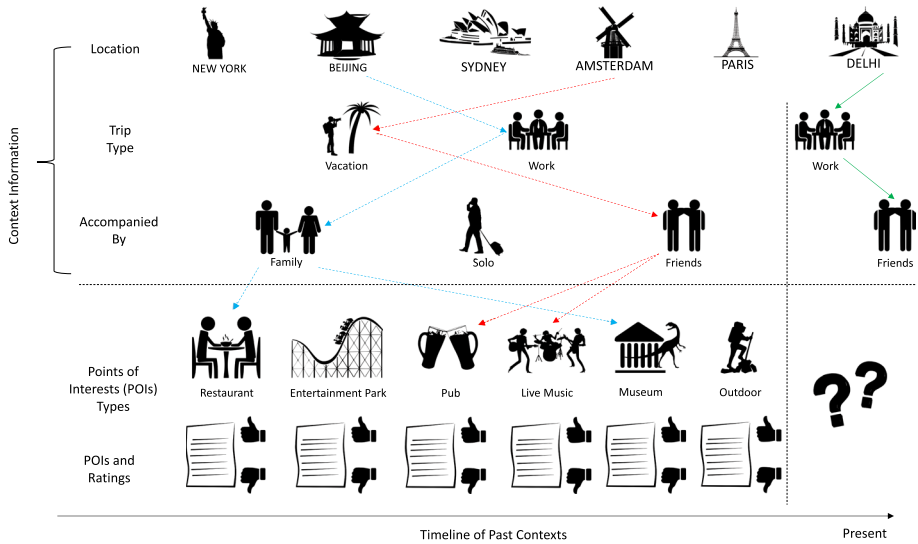 Location
NEW YORK
BEIJING
SYDNEY
AMSTERDAM
PARIS
DELHI
Context Information
Trip
Type
Vacation
Work
Work
Accompanied
By
Family
Solo
Friends
Friends
Points of
Interests (POIs)
Types
Restaurant
Entertainment Park
Pub
Live Music
Museum
Outdoor
??
POIs and
Ratings
Timeline of Past Contexts
Present